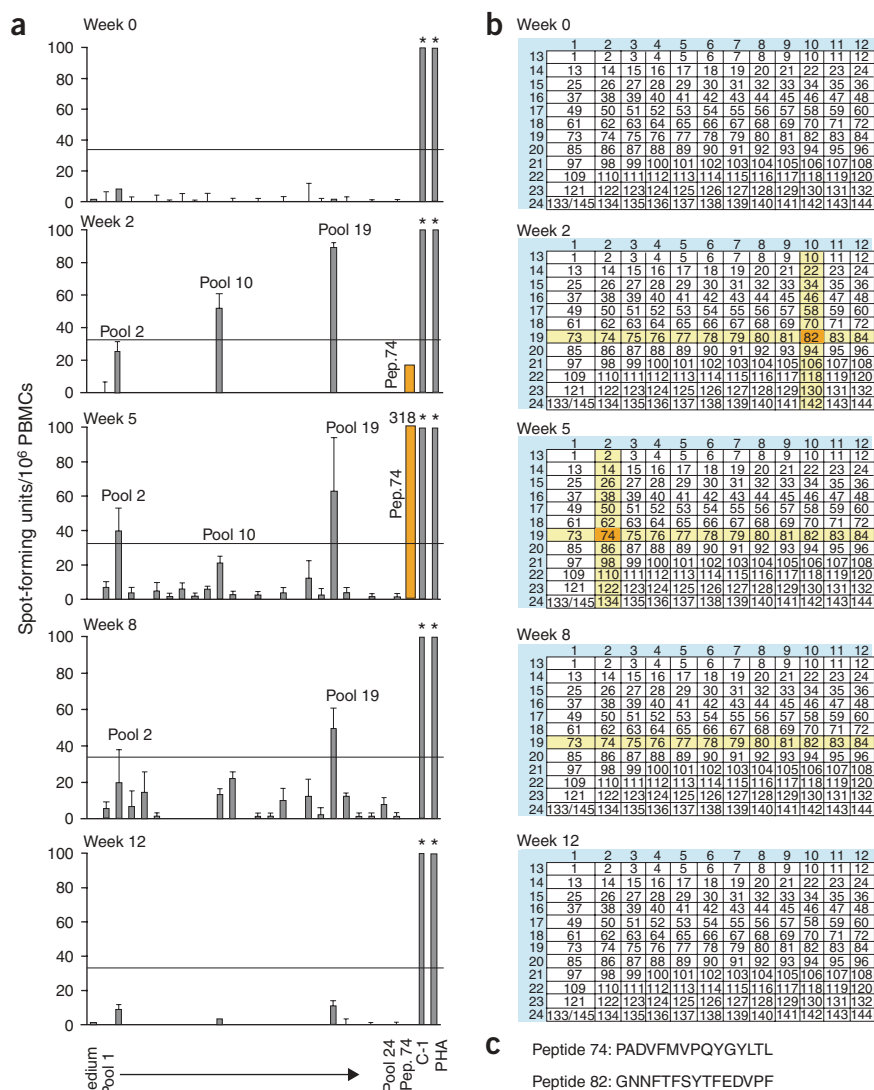 a
Spot-forming units/10⁶ PBMCs
Week 0
100
80
60
40
20
0
* *
Week 2
100
80
60
40
20
0
Pool 2
Pool 10
Pool 19
Pep.74
* *
Week 5
100
80
60
40
20
0
Pool 2
Pool 10
Pool 19
Pep.74
318
* *
Week 8
100
80
60
40
20
0
Pool 2
Pool 19
* *
Week 12
100
80
60
40
20
0
* *
edium
Pool 1
Pool 24
Pep. 74
C-1
PHA
b
Week 0
1 2 3 4 5 6 7 8 9 10 11 12
13 1 2 3 4 5 6 7 8 9 10 11 12
14 13 14 15 16 17 18 19 20 21 22 23 24
15 25 26 27 28 29 30 31 32 33 34 35 36
16 37 38 39 40 41 42 43 44 45 46 47 48
17 49 50 51 52 53 54 55 56 57 58 59 60
18 61 62 63 64 65 66 67 68 69 70 71 72
19 73 74 75 76 77 78 79 80 81 82 83 84
20 85 86 87 88 89 90 91 92 93 94 95 96
21 97 98 99 100 101 102 103 104 105 106 107 108
22 109 110 111 112 113 114 115 116 117 118 119 120
23 121 122 123 124 125 126 127 128 129 130 131 132
24 133/145 134 135 136 137 138 139 140 141 142 143 144
Week 2
1 2 3 4 5 6 7 8 9 10 11 12
13 1 2 3 4 5 6 7 8 9 10 11 12
14 13 14 15 16 17 18 19 20 21 22 23 24
15 25 26 27 28 29 30 31 32 33 34 35 36
16 37 38 39 40 41 42 43 44 45 46 47 48
17 49 50 51 52 53 54 55 56 57 58 59 60
18 61 62 63 64 65 66 67 68 69 70 71 72
19 73 74 75 76 77 78 79 80 81 82 83 84
20 85 86 87 88 89 90 91 92 93 94 95 96
21 97 98 99 100 101 102 103 104 105 106 107 108
22 109 110 111 112 113 114 115 116 117 118 119 120
23 121 122 123 124 125 126 127 128 129 130 131 132
24 133/145 134 135 136 137 138 139 140 141 142 143 144
Week 5
1 2 3 4 5 6 7 8 9 10 11 12
13 1 2 3 4 5 6 7 8 9 10 11 12
14 13 14 15 16 17 18 19 20 21 22 23 24
15 25 26 27 28 29 30 31 32 33 34 35 36
16 37 38 39 40 41 42 43 44 45 46 47 48
17 49 50 51 52 53 54 55 56 57 58 59 60
18 61 62 63 64 65 66 67 68 69 70 71 72
19 73 74 75 76 77 78 79 80 81 82 83 84
20 85 86 87 88 89 90 91 92 93 94 95 96
21 97 98 99 100 101 102 103 104 105 106 107 108
22 109 110 111 112 113 114 115 116 117 118 119 120
23 121 122 123 124 125 126 127 128 129 130 131 132
24 133/145 134 135 136 137 138 139 140 141 142 143 144
Week 8
1 2 3 4 5 6 7 8 9 10 11 12
13 1 2 3 4 5 6 7 8 9 10 11 12
14 13 14 15 16 17 18 19 20 21 22 23 24
15 25 26 27 28 29 30 31 32 33 34 35 36
16 37 38 39 40 41 42 43 44 45 46 47 48
17 49 50 51 52 53 54 55 56 57 58 59 60
18 61 62 63 64 65 66 67 68 69 70 71 72
19 73 74 75 76 77 78 79 80 81 82 83 84
20 85 86 87 88 89 90 91 92 93 94 95 96
21 97 98 99 100 101 102 103 104 105 106 107 108
22 109 110 111 112 113 114 115 116 117 118 119 120
23 121 122 123 124 125 126 127 128 129 130 131 132
24 133/145 134 135 136 137 138 139 140 141 142 143 144
Week 12
1 2 3 4 5 6 7 8 9 10 11 12
13 1 2 3 4 5 6 7 8 9 10 11 12
14 13 14 15 16 17 18 19 20 21 22 23 24
15 25 26 27 28 29 30 31 32 33 34 35 36
16 37 38 39 40 41 42 43 44 45 46 47 48
17 49 50 51 52 53 54 55 56 57 58 59 60
18 61 62 63 64 65 66 67 68 69 70 71 72
19 73 74 75 76 77 78 79 80 81 82 83 84
20 85 86 87 88 89 90 91 92 93 94 95 96
21 97 98 99 100 101 102 103 104 105 106 107 108
22 109 110 111 112 113 114 115 116 117 118 119 120
23 121 122 123 124 125 126 127 128 129 130 131 132
24 133/145 134 135 136 137 138 139 140 141 142 143 144
c
Peptide 74: PADVFMVPQYGYLTL
Peptide 82: GNNFTFSYTFEDVPF